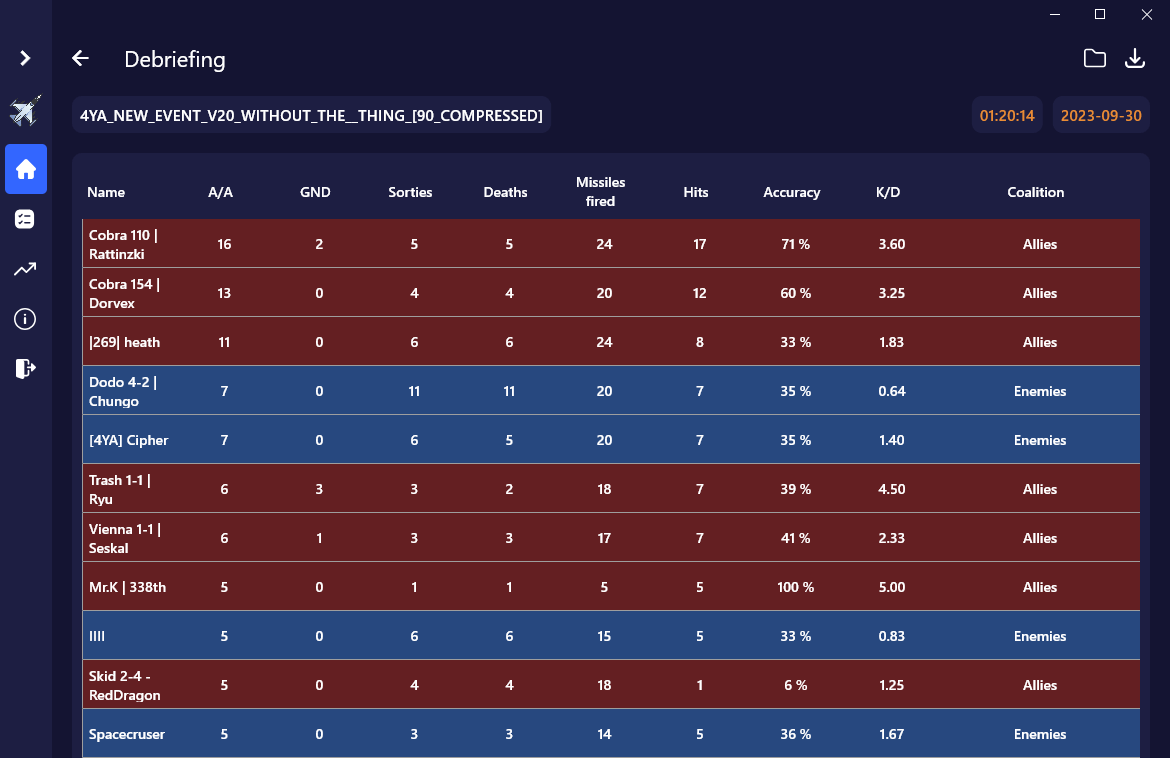 Debriefing
4YA_NEW_EVENT_V20_WITHOUT_THE__THING_[90_COMPRESSED] 01:20:14 2023-09-30
Name A/A GND Sorties Deaths Missiles fired Hits Accuracy K/D Coalition
Cobra 110 | Rattinzki 16 2 5 5 24 17 71 % 3.60 Allies
Cobra 154 | Dorvex 13 0 4 4 20 12 60 % 3.25 Allies
|269| heath 11 0 6 6 24 8 33 % 1.83 Allies
Dodo 4-2 | Chungo 7 0 11 11 20 7 35 % 0.64 Enemies
[4YA] Cipher 7 0 6 5 20 7 35 % 1.40 Enemies
Trash 1-1 | Ryu 6 3 3 2 18 7 39 % 4.50 Allies
Vienna 1-1 | Seskal 6 1 3 3 17 7 41 % 2.33 Allies
Mr.K | 338th 5 0 1 1 5 5 100 % 5.00 Allies
IIII 5 0 6 6 15 5 33 % 0.83 Enemies
Skid 2-4 - RedDragon 5 0 4 4 18 1 6 % 1.25 Allies
Spacecruser 5 0 3 3 14 5 36 % 1.67 Enemies